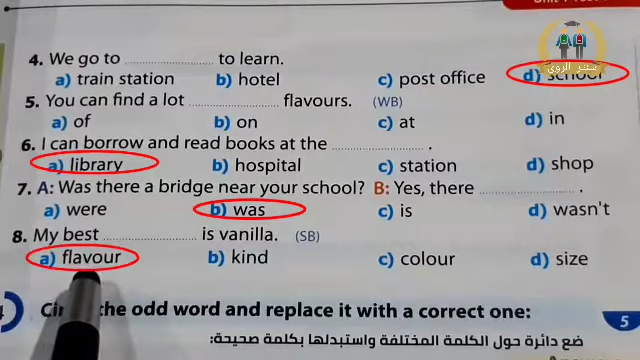 4. We go to ........................ to learn.
a) train station b) hotel c) post office d) school
5. You can find a lot ........................ flavours. (WB)
a) of b) on c) at d) in
6. I can borrow and read books at the ........................ .
a) library b) hospital c) station d) shop
7. A: Was there a bridge near your school? B: Yes, there ........................ .
a) were b) was c) is d) wasn't
8. My best ........................ is vanilla. (SB)
a) flavour b) kind c) colour d) size
the odd word and replace it with a correct one:
5
ضع دائرة حول الكلمة المختلفة واستبدلها بكلمة صحيحة: